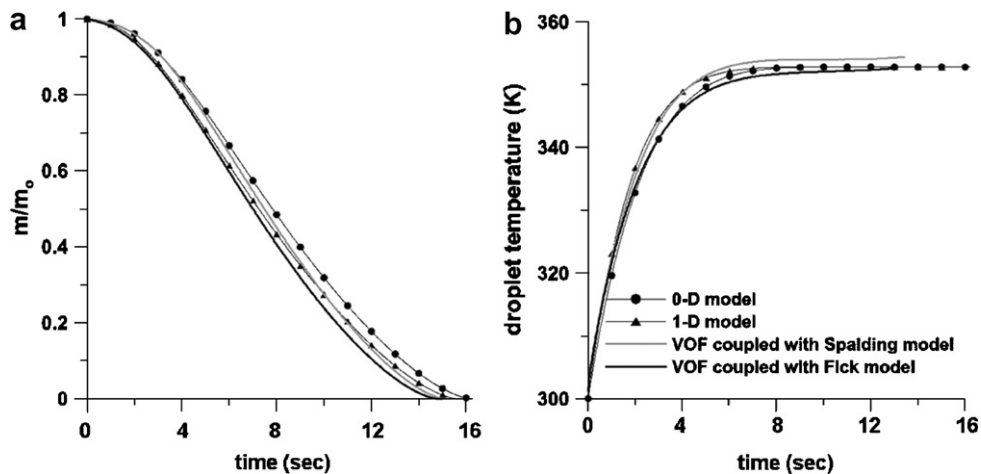 a
1
0.8
0.6
0.4
0.2
0
m/mo
0 4 8 12 16
time (sec)
b
360
340
320
300
droplet temperature (K)
0-D model
1-D model
VOF coupled with Spalding model
VOF coupled with Fick model
0 4 8 12 16
time (sec)